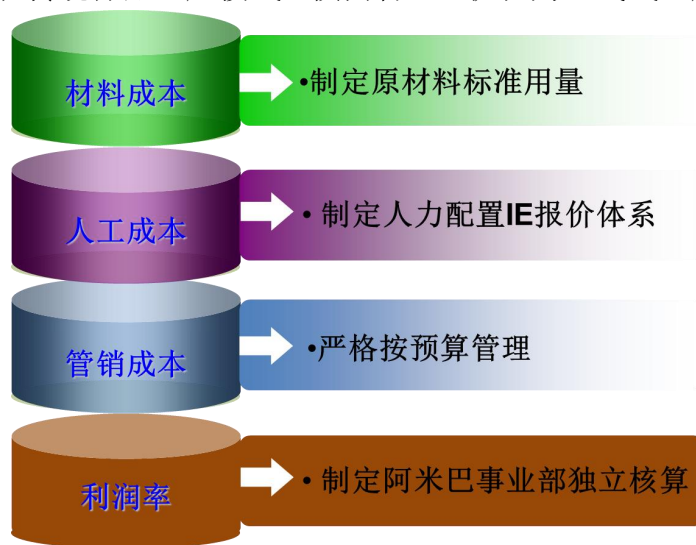 材料成本
•制定原材料标准用量
人工成本
• 制定人力配置IE报价体系
管销成本
•严格按预算管理
利润率
• 制定阿米巴事业部独立核算